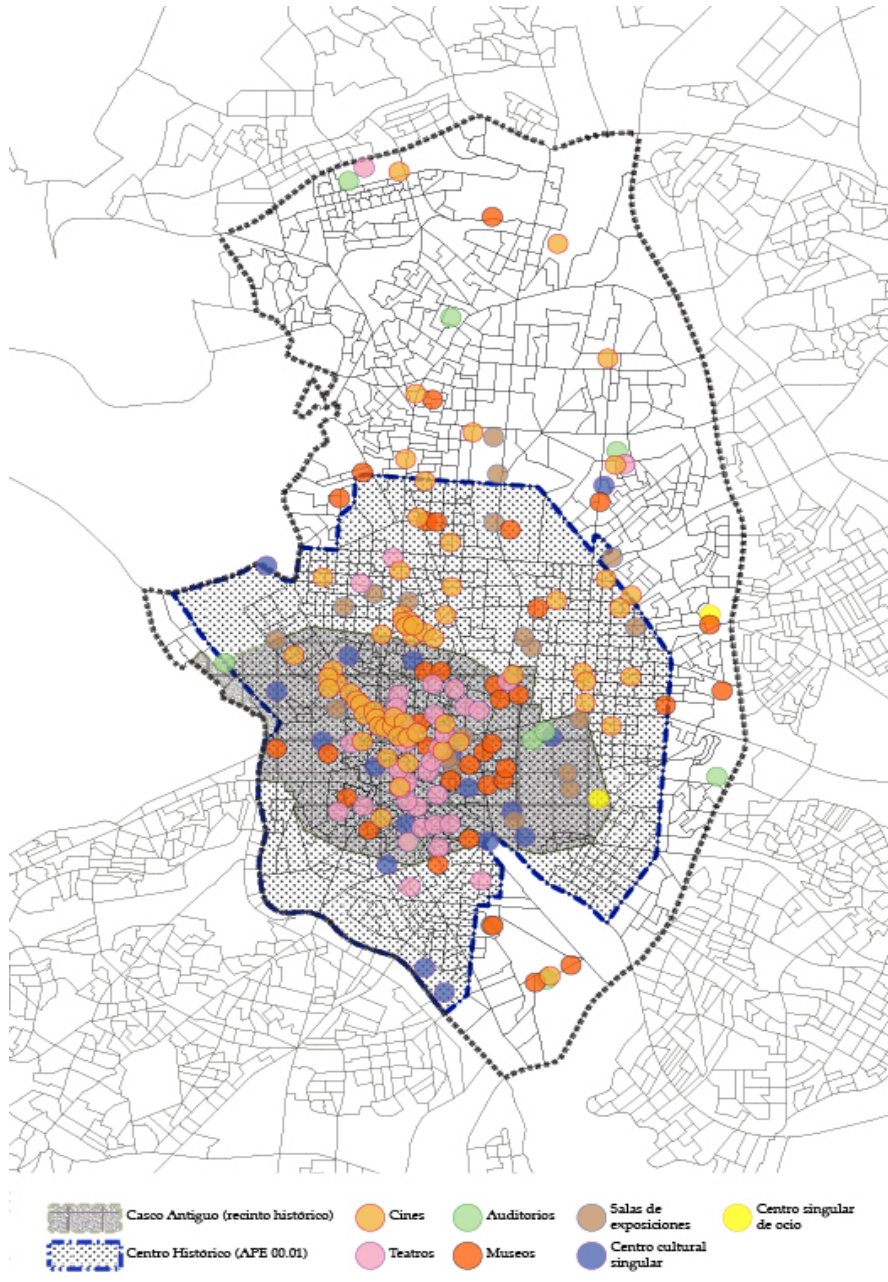 Casco Antiguo (recinto histórico)
Centro Histórico (APE 00.01)
Cines
Teatros
Auditorios
Museos
Salas de
exposiciones
Centro cultural
singular
Centro singular
de ocio